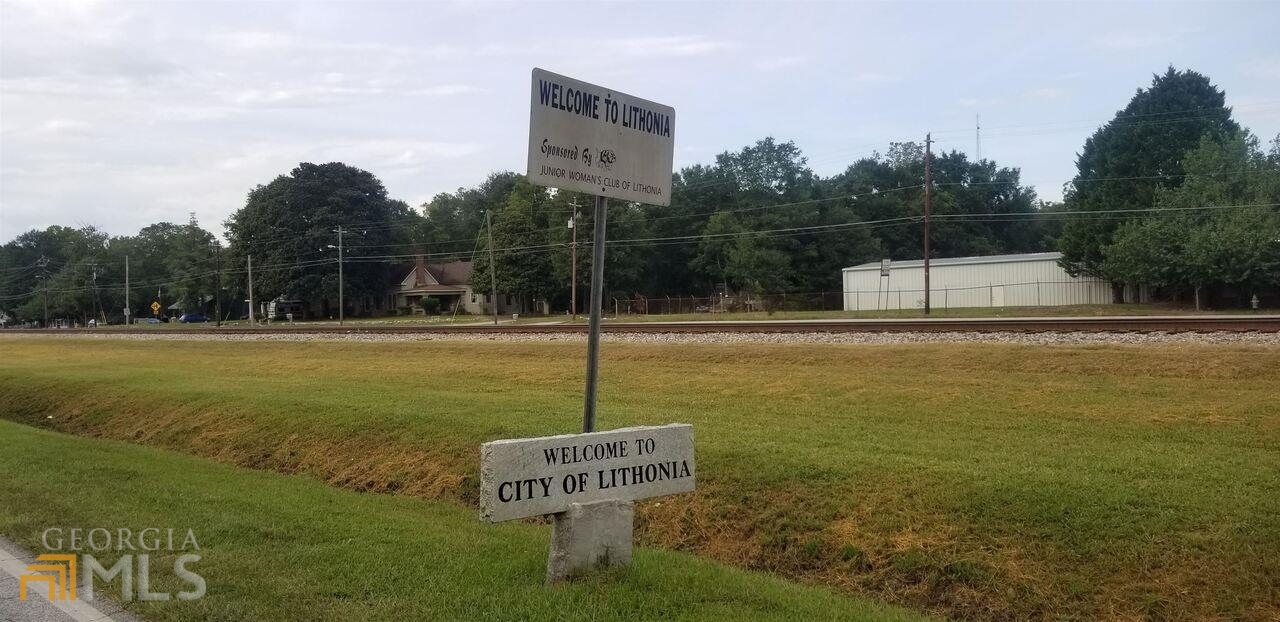 WELCOME TO LITHONIA
Sponsored By
JUNIOR WOMAN'S CLUB OF LITHONIA
WELCOME TO
CITY OF LITHONIA
GEORGIA
MLS